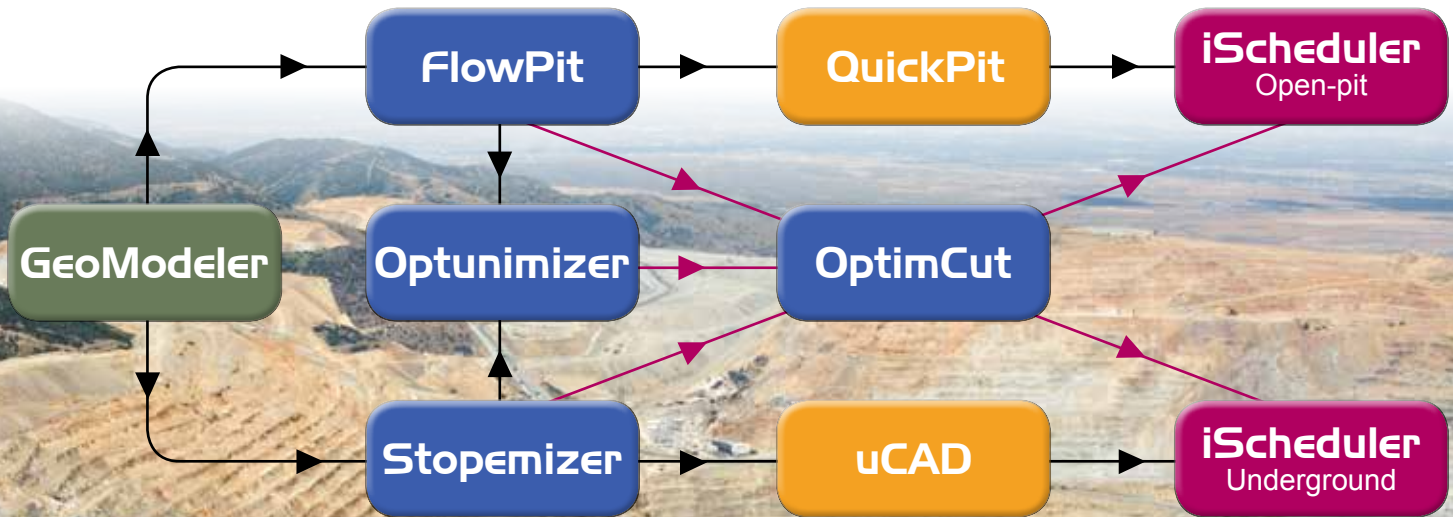 FlowPit
QuickPit
iScheduler
Open-pit
GeoModeler
Optunimizer
OptimCut
Stopemizer
uCAD
iScheduler
Underground